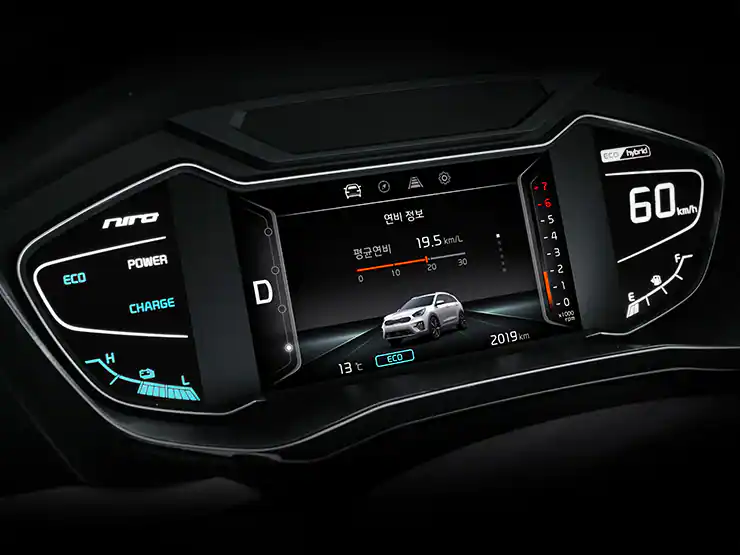 niro
ECO
POWER
CHARGE
H
L
D
연비 정보
평균연비
19.5 km/L
0 10 20 30
13 ℃
ECO
2019 km
7
6
5
4
3
2
1
0
x1000
rpm
ECO hybrid
60 km/h
E
F